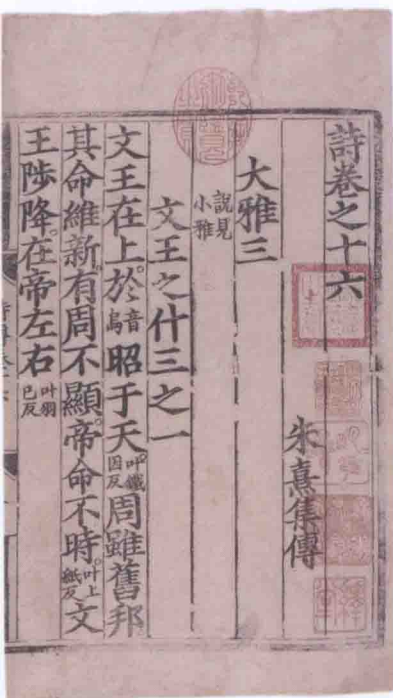 詩卷之十六
朱熹集傳
大雅三
說見小雅
文王之什三之一
文王在上於音烏昭于天叶鐵因反周雖舊邦
其命維新有周不顯帝命不時叶上紙反文
王陟降在帝左右叶羽已反